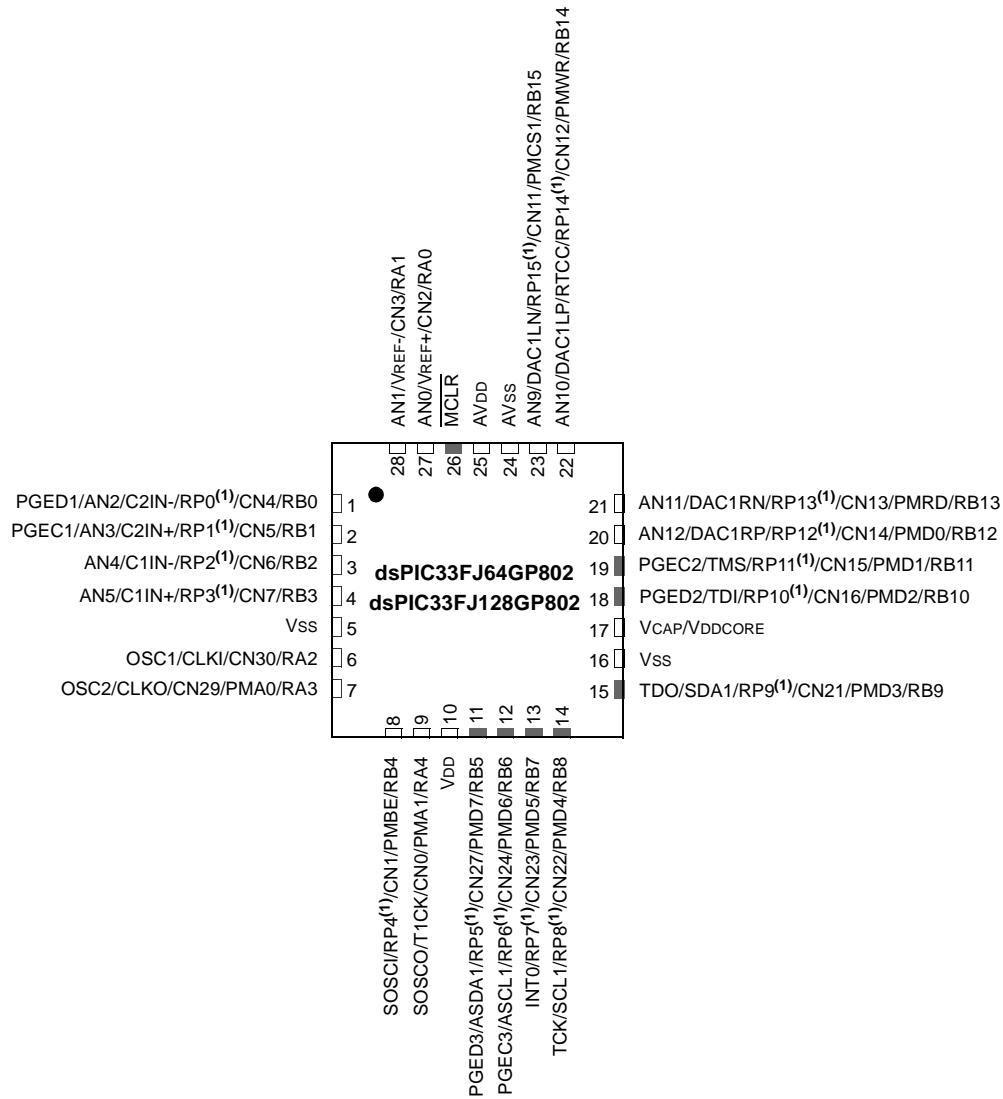 AN1/VREF-/CN3/RA1
AN0/VREF+/CN2/RA0
MCLR
AVDD
AVSS
AN9/DAC1LN/RP15(1)/CN11/PMCS1/RB15
AN10/DAC1LP/RTCC/RP14(1)/CN12/PMWR/RB14
28
27
26
25
24
23
22
PGED1/AN2/C2IN-/RP0(1)/CN4/RB0
1
PGEC1/AN3/C2IN+/RP1(1)/CN5/RB1
2
AN4/C1IN-/RP2(1)/CN6/RB2
3
AN5/C1IN+/RP3(1)/CN7/RB3
4
VSS
5
OSC1/CLKI/CN30/RA2
6
OSC2/CLKO/CN29/PMA0/RA3
7
dsPIC33FJ64GP802
dsPIC33FJ128GP802
21
AN11/DAC1RN/RP13(1)/CN13/PMRD/RB13
20
AN12/DAC1RP/RP12(1)/CN14/PMD0/RB12
19
PGEC2/TMS/RP11(1)/CN15/PMD1/RB11
18
PGED2/TDI/RP10(1)/CN16/PMD2/RB10
17
VCAP/VDDCORE
16
VSS
15
TDO/SDA1/RP9(1)/CN21/PMD3/RB9
8
9
10
11
12
13
14
SOSCI/RP4(1)/CN1/PMBE/RB4
SOSCO/T1CK/CN0/PMA1/RA4
VDD
PGED3/ASDA1/RP5(1)/CN27/PMD7/RB5
PGEC3/ASCL1/RP6(1)/CN24/PMD6/RB6
INT0/RP7(1)/CN23/PMD5/RB7
TCK/SCL1/RP8(1)/CN22/PMD4/RB8